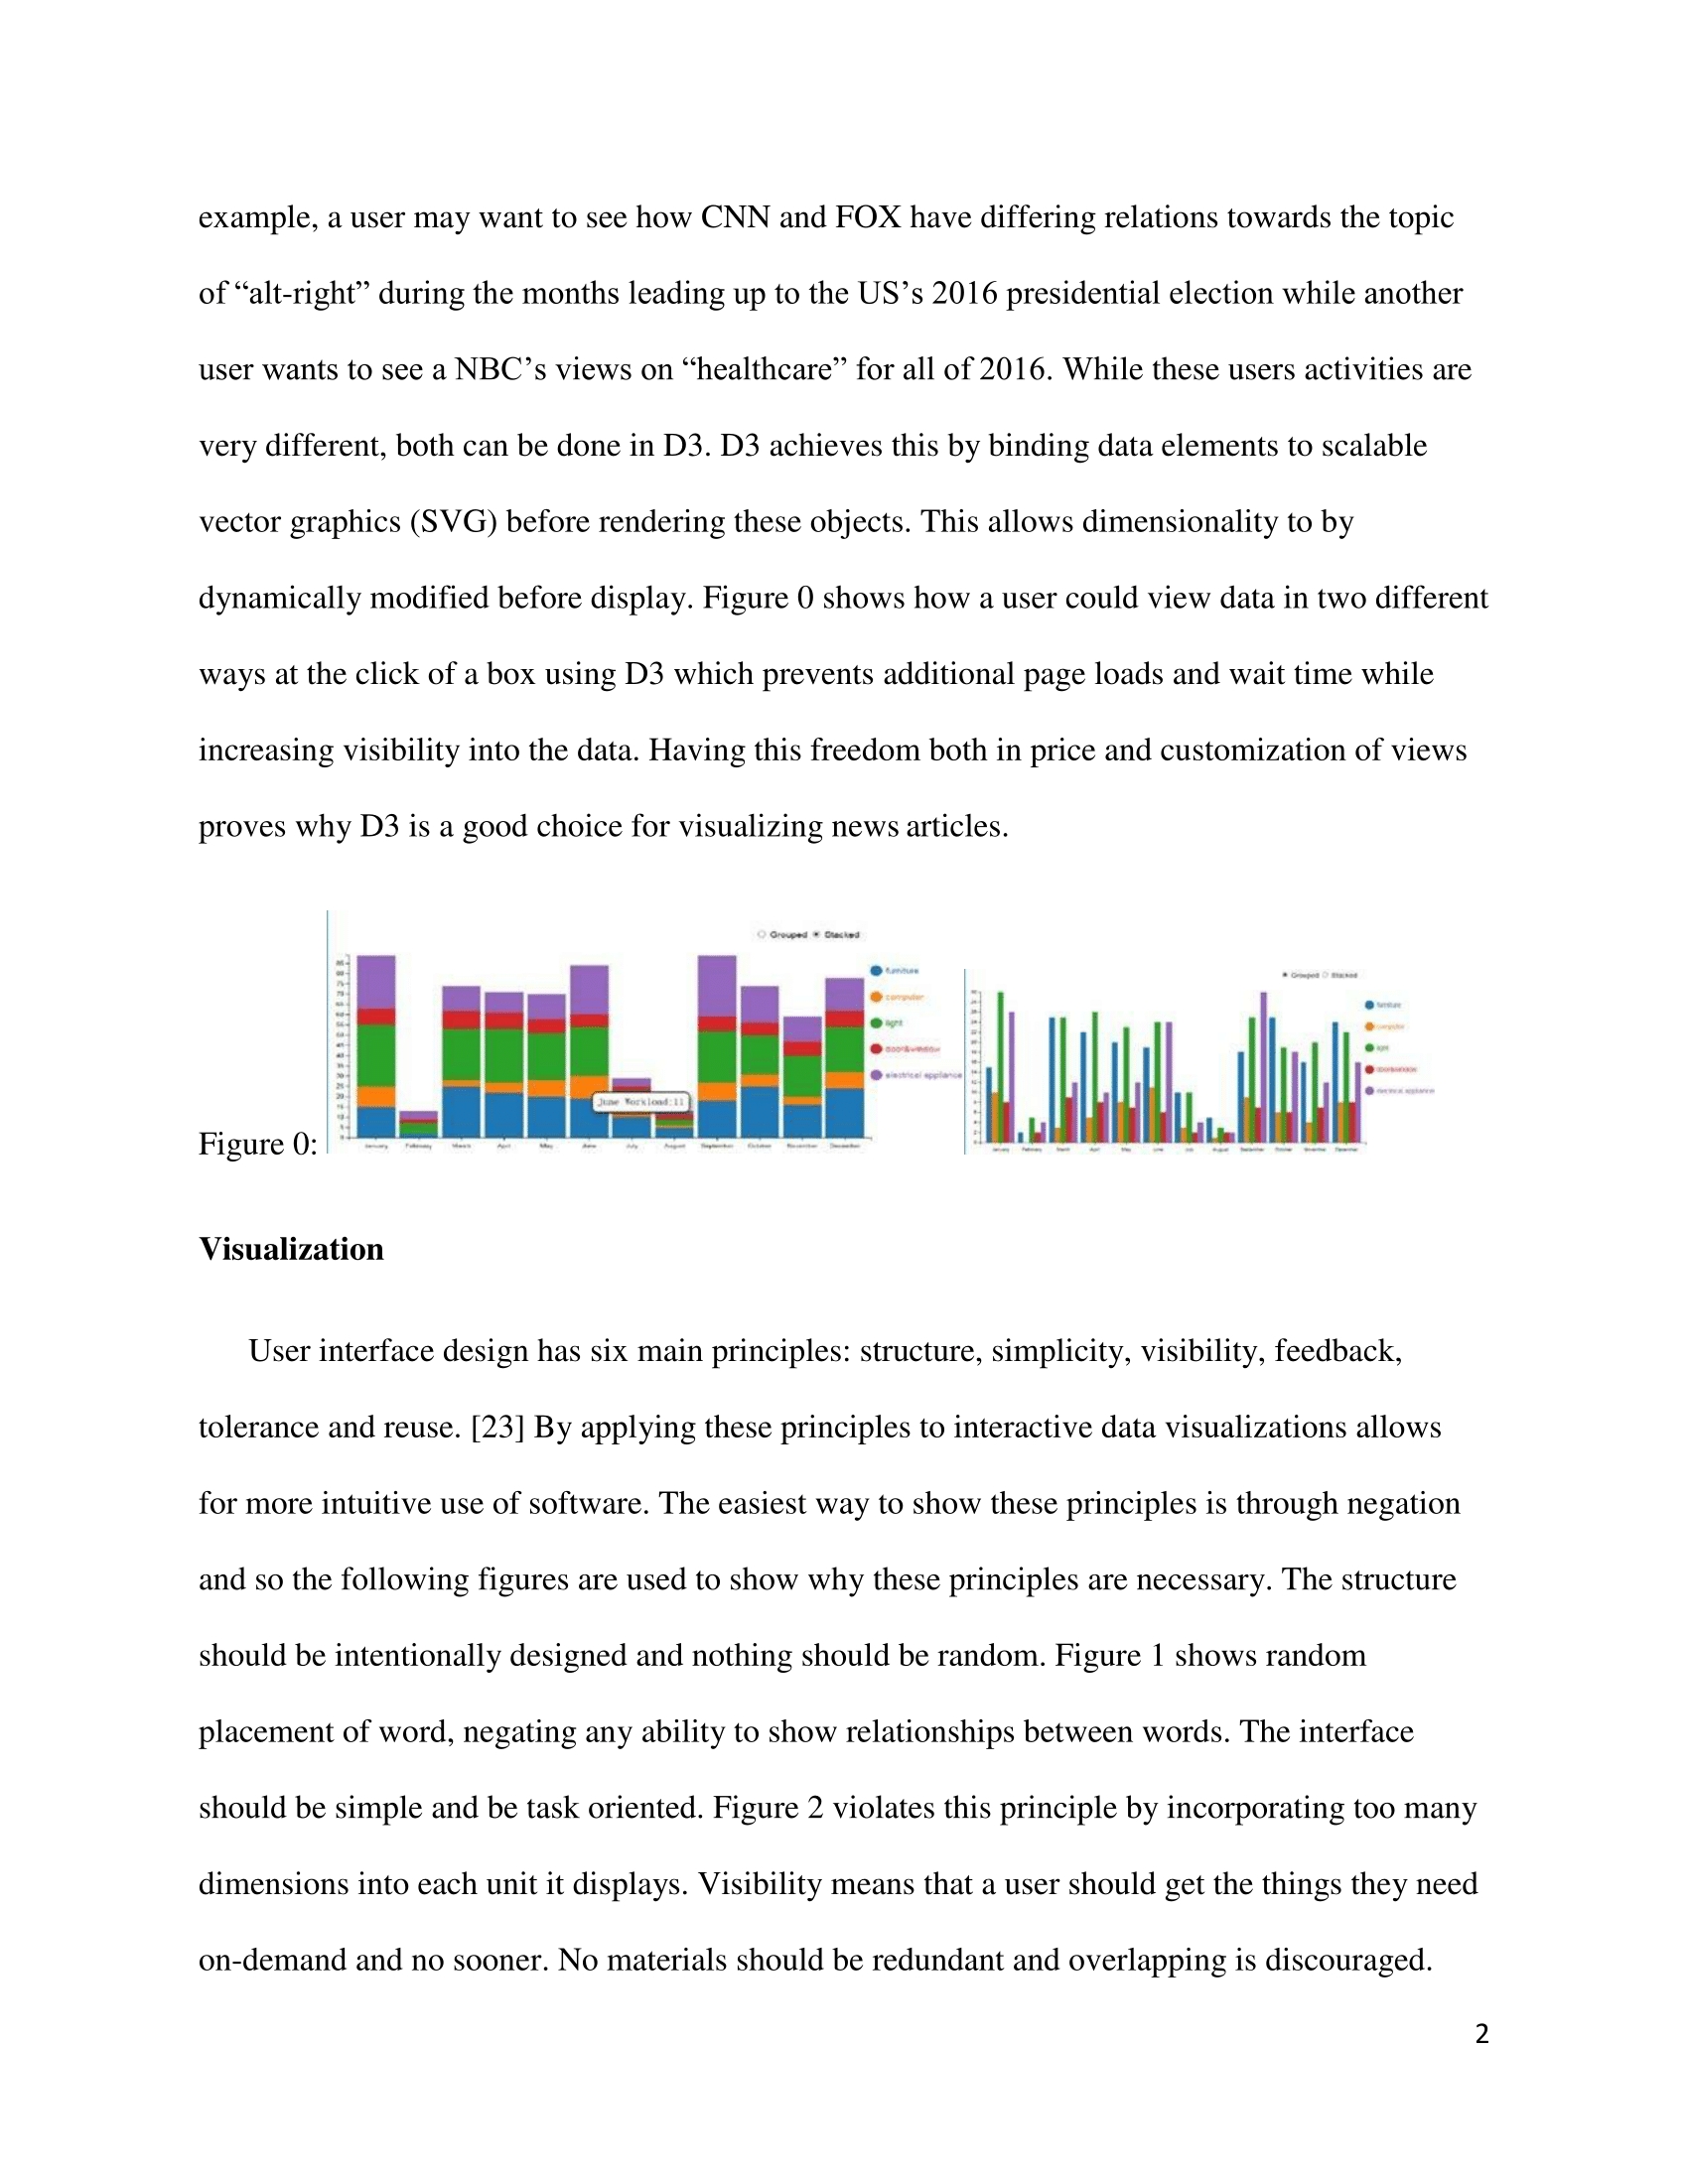 example, a user may want to see how CNN and FOX have differing relations towards the topic
of “alt-right” during the months leading up to the US’s 2016 presidential election while another
user wants to see a NBC’s views on “healthcare” for all of 2016. While these users activities are
very different, both can be done in D3. D3 achieves this by binding data elements to scalable
vector graphics (SVG) before rendering these objects. This allows dimensionality to by
dynamically modified before display. Figure 0 shows how a user could view data in two different
ways at the click of a box using D3 which prevents additional page loads and wait time while
increasing visibility into the data. Having this freedom both in price and customization of views
proves why D3 is a good choice for visualizing news articles.
Grouped Stacked
furniture
computer
light
door&window
electrical appliance
June Workload:11
January February March April May June July August September October November December
Grouped Stacked
furniture
computer
light
door&window
electrical appliance
January February March April May June July August September October November December
Figure 0:
Visualization
User interface design has six main principles: structure, simplicity, visibility, feedback,
tolerance and reuse. [23] By applying these principles to interactive data visualizations allows
for more intuitive use of software. The easiest way to show these principles is through negation
and so the following figures are used to show why these principles are necessary. The structure
should be intentionally designed and nothing should be random. Figure 1 shows random
placement of word, negating any ability to show relationships between words. The interface
should be simple and be task oriented. Figure 2 violates this principle by incorporating too many
dimensions into each unit it displays. Visibility means that a user should get the things they need
on-demand and no sooner. No materials should be redundant and overlapping is discouraged.
2